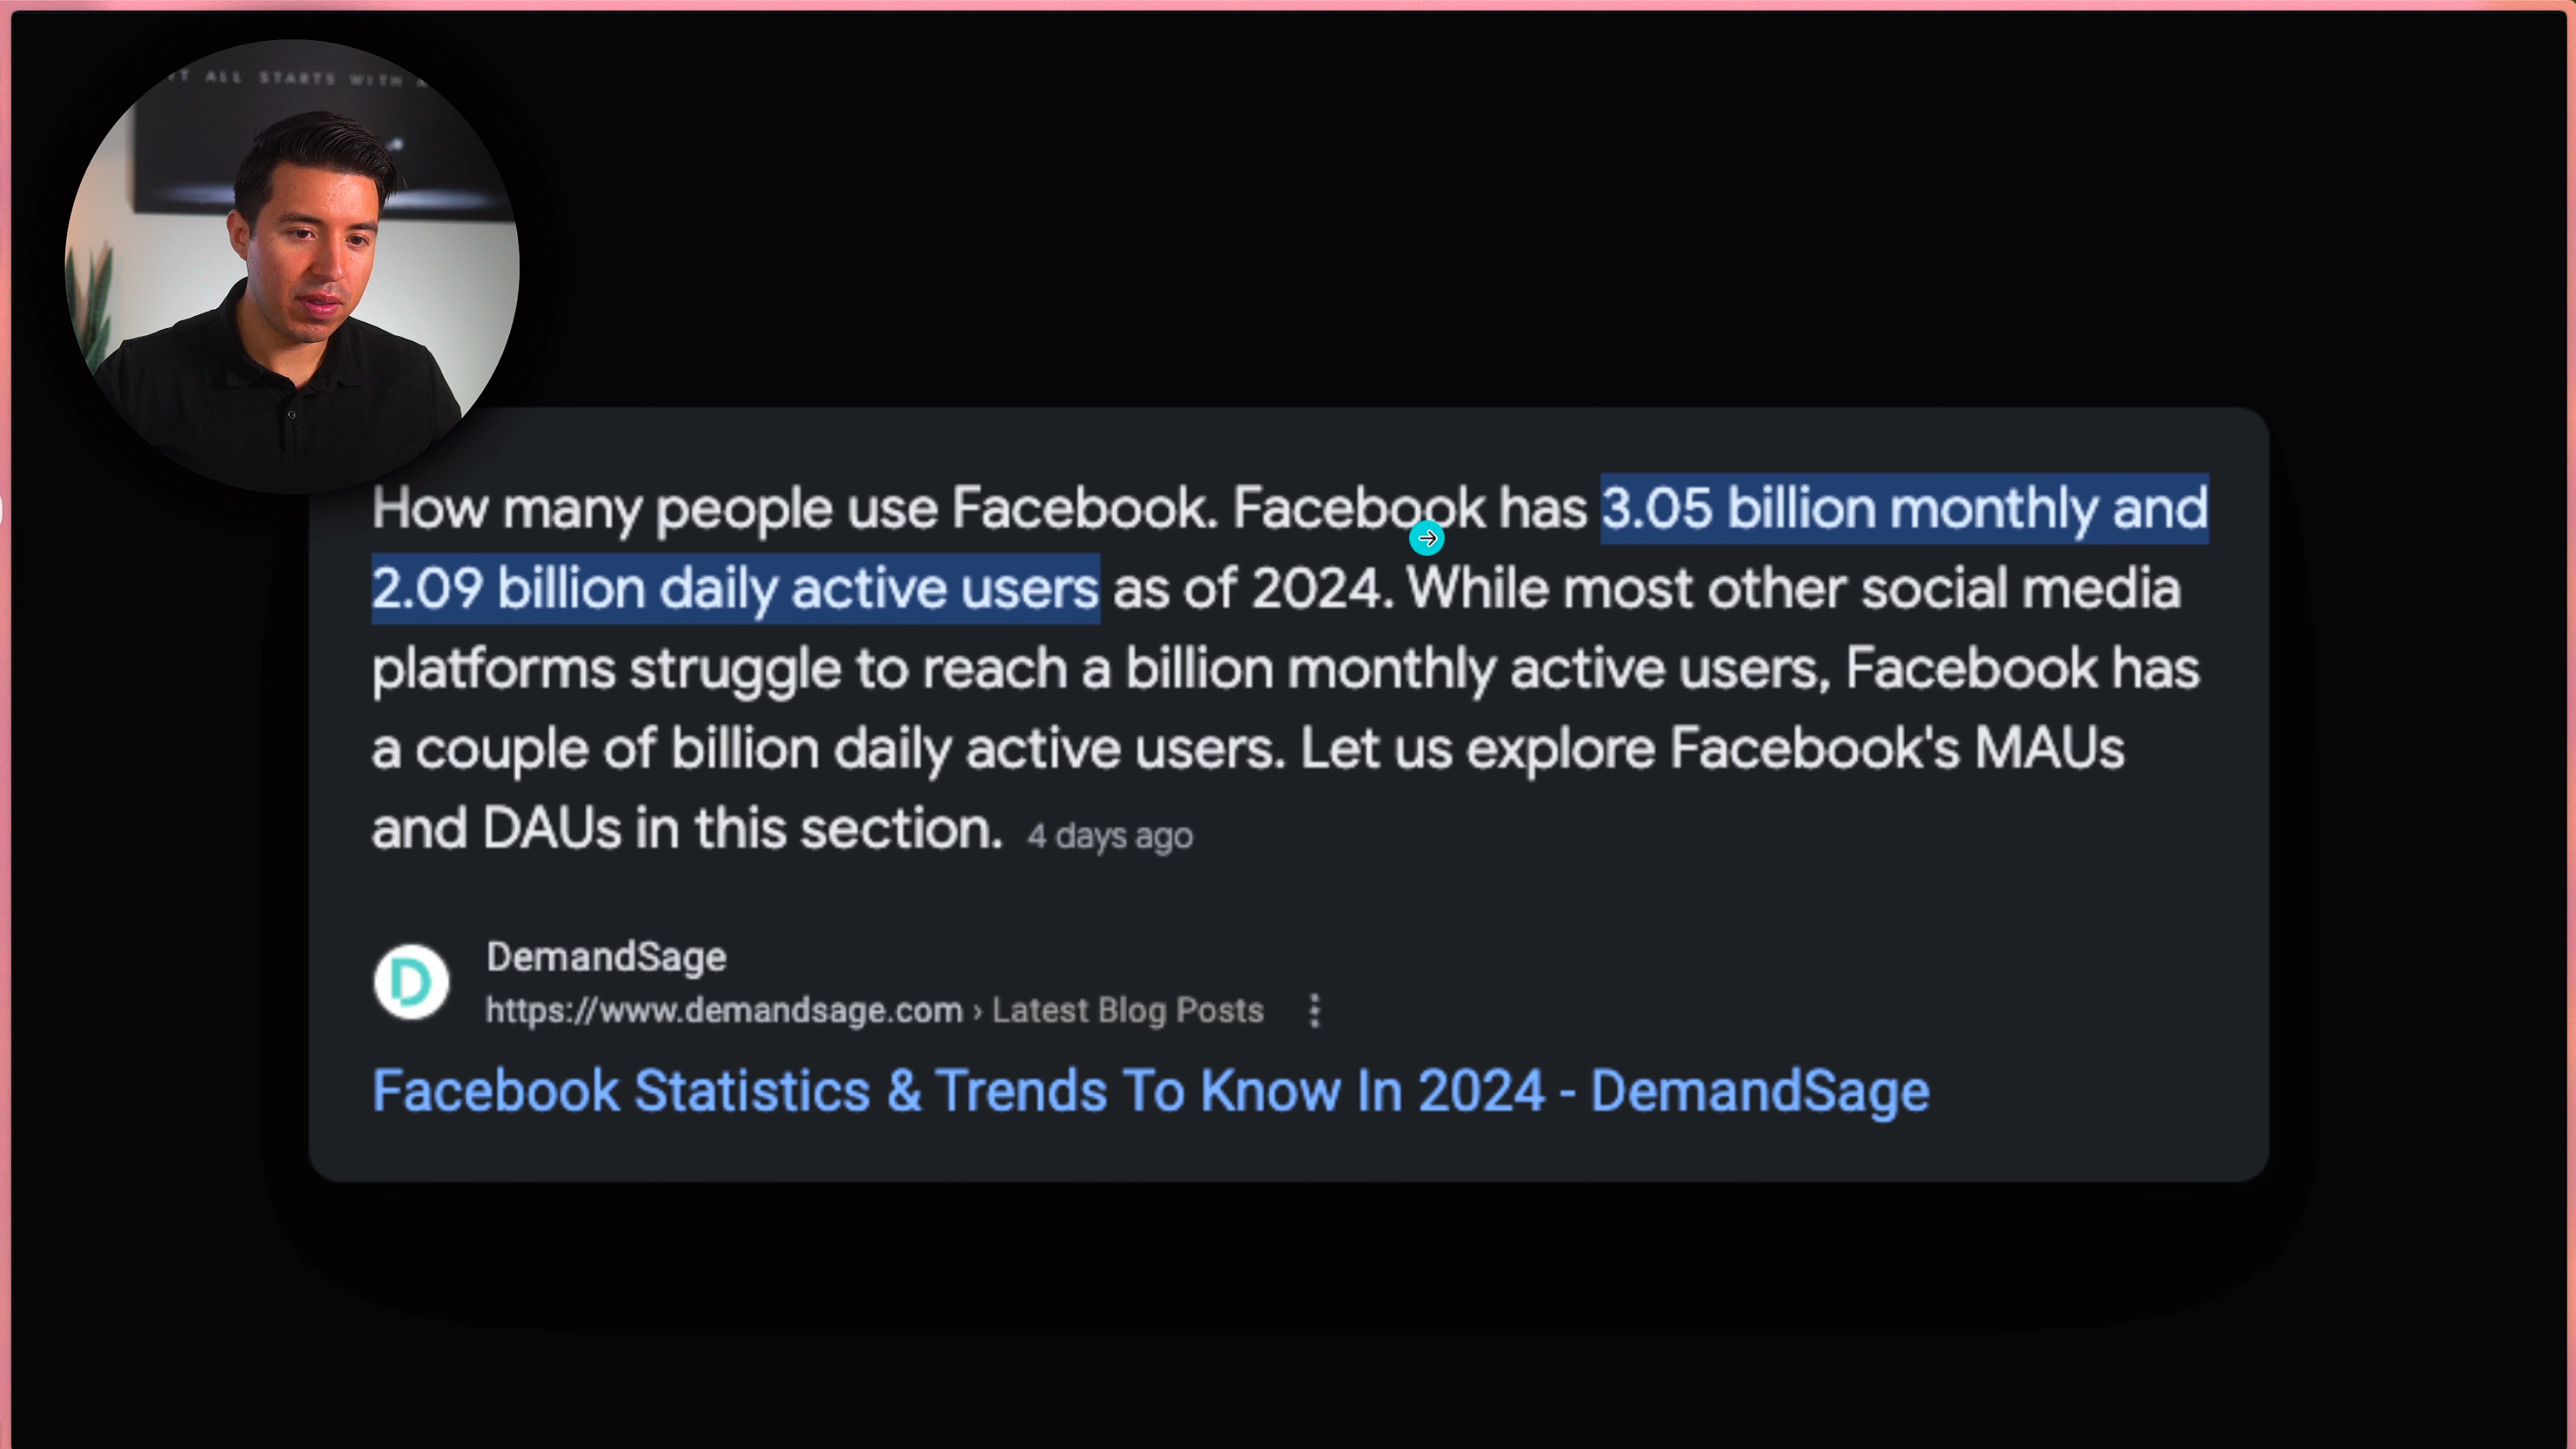 ALL STARTS WITH
How many people use Facebook. Facebook has 3.05 billion monthly and
2.09 billion daily active users as of 2024. While most other social media
platforms struggle to reach a billion monthly active users, Facebook has
a couple of billion daily active users. Let us explore Facebook's MAUs
and DAUs in this section. 4 days ago
D
DemandSage
https://www.demandsage.com › Latest Blog Posts
Facebook Statistics & Trends To Know In 2024 - DemandSage